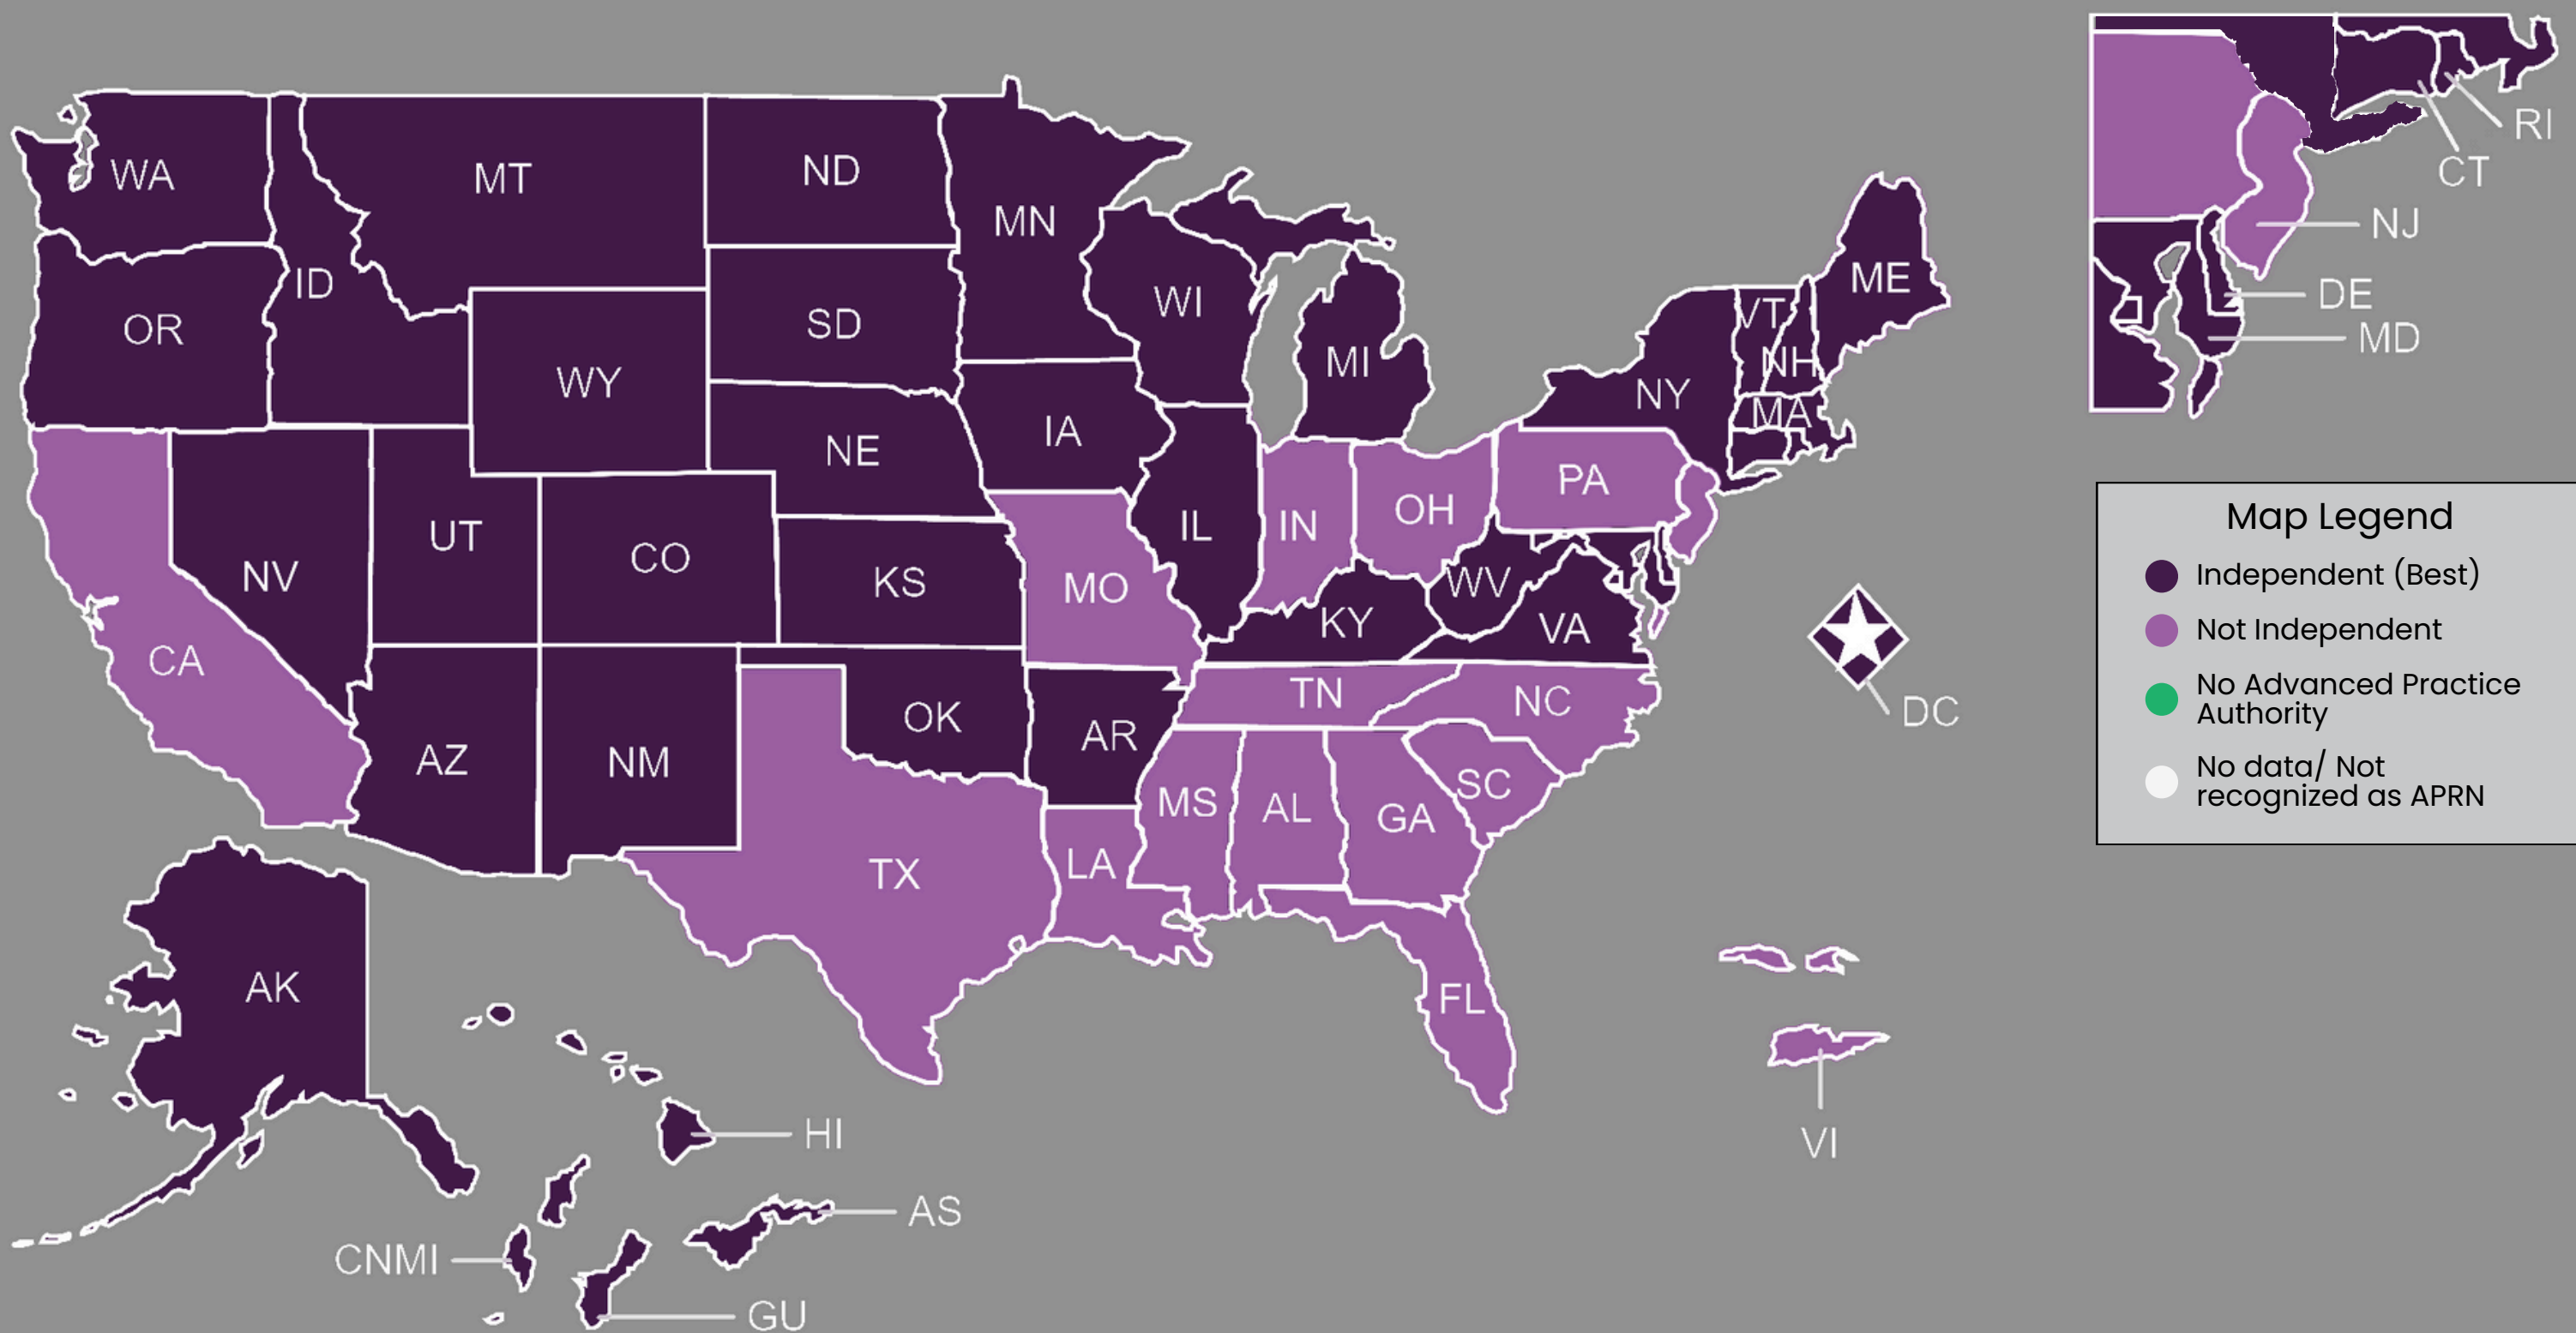 WA
MT
ND
MN
OR
ID
WY
SD
WI
MI
NY
VT
NH
ME
MA
NV
UT
CO
NE
IA
KS
MO
IL
IN
OH
PA
WV
VA
KY
CA
AZ
NM
OK
AR
TN
NC
SC
MS
AL
GA
TX
LA
FL
AK
HI
AS
CNMI
GU
VI
DC
RI
CT
NJ
DE
MD
Map Legend
Independent (Best)
Not Independent
No Advanced Practice
Authority
No data/ Not
recognized as APRN